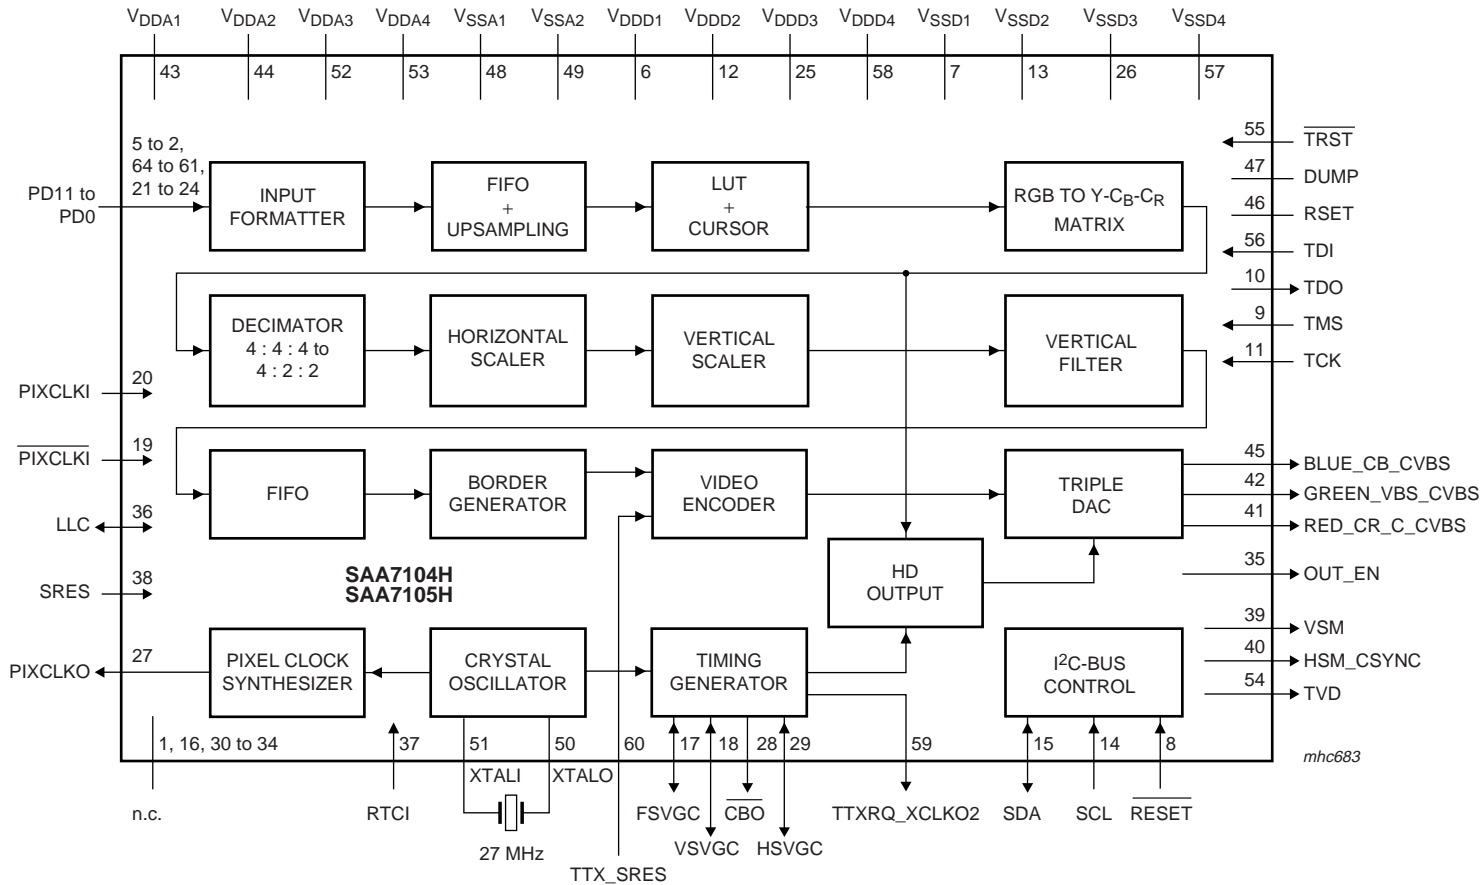 VDDA1 VDDA2 VDDA3 VDDA4 VSSA1 VSSA2 VDDD1 VDDD2 VDDD3 VDDD4 VSSD1 VSSD2 VSSD3 VSSD4
43 44 52 53 48 49 6 12 25 58 7 13 26 57
5 to 2,
64 to 61,
21 to 24
PD11 to
PD0
INPUT
FORMATTER
FIFO
+
UPSAMPLING
LUT
+
CURSOR
RGB TO Y-CB-CR
MATRIX
55 TRST
47 DUMP
46 RSET
56 TDI
10 TDO
9 TMS
11 TCK
DECIMATOR
4 : 4 : 4 to
4 : 2 : 2
HORIZONTAL
SCALER
VERTICAL
SCALER
VERTICAL
FILTER
PIXCLKI 20
PIXCLKI 19
LLC 36
SRES 38
PIXCLKO 27
FIFO
BORDER
GENERATOR
VIDEO
ENCODER
TRIPLE
DAC
45 BLUE_CB_CVBS
42 GREEN_VBS_CVBS
41 RED_CR_C_CVBS
35 OUT_EN
39 VSM
40 HSM_CSYNC
54 TVD
SAA7104H
SAA7105H
HD
OUTPUT
PIXEL CLOCK
SYNTHESIZER
CRYSTAL
OSCILLATOR
TIMING
GENERATOR
I2C-BUS
CONTROL
1, 16, 30 to 34 37 51 50 60 17 18 28 29 59 15 14 8
mhc683
XTALI XTALO
n.c. RTCI FSVGC CBO TTXRQ_XCLKO2 SDA SCL RESET
27 MHz VSVGC HSVGC
TTX_SRES